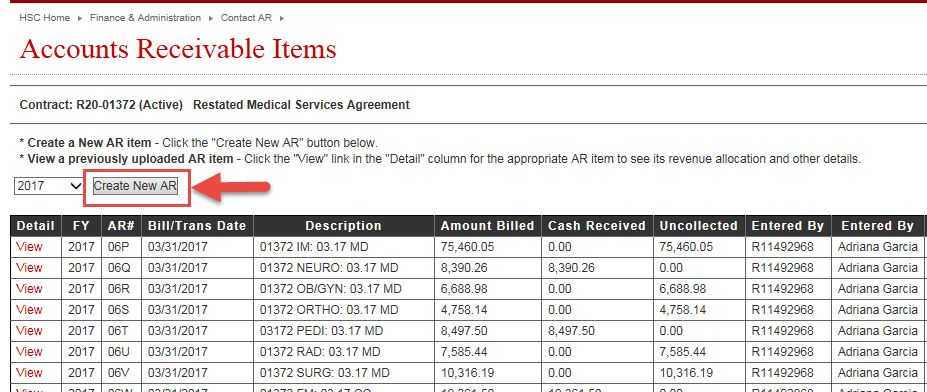 HSC Home ▸ Finance & Administration ▸ Contact AR ▸
Accounts Receivable Items
Contract: R20-01372 (Active) Restated Medical Services Agreement
* Create a New AR item - Click the "Create New AR" button below.
* View a previously uploaded AR item - Click the "View" link in the "Detail" column for the appropriate AR item to see its revenue allocation and other details.
2017 Create New AR
Detail FY AR# Bill/Trans Date Description Amount Billed Cash Received Uncollected Entered By Entered By
View 2017 06P 03/31/2017 01372 IM: 03.17 MD 75,460.05 0.00 75,460.05 R11492968 Adriana Garcia
View 2017 06Q 03/31/2017 01372 NEURO: 03.17 MD 8,390.26 8,390.26 0.00 R11492968 Adriana Garcia
View 2017 06R 03/31/2017 01372 OB/GYN: 03.17 MD 6,688.98 0.00 6,688.98 R11492968 Adriana Garcia
View 2017 06S 03/31/2017 01372 ORTHO: 03.17 MD 4,758.14 0.00 4,758.14 R11492968 Adriana Garcia
View 2017 06T 03/31/2017 03172 PEDI: 03.17 MD 8,497.50 8,497.50 0.00 R11492968 Adriana Garcia
View 2017 06U 03/31/2017 01372 RAD: 03.17 MD 7,585.44 0.00 7,585.44 R11492968 Adriana Garcia
View 2017 06V 03/31/2017 01372 SURG: 03.17 MD 10,316.19 0.00 10,316.19 R11492968 Adriana Garcia
View 2017 06W 03/31/2017 0.00 R11492968 Adriana Garcia